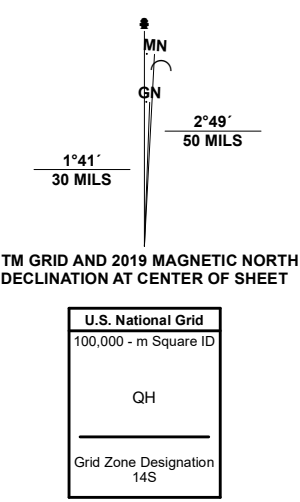 MN
GN
2°49´
50 MILS
1°41´
30 MILS
TM GRID AND 2019 MAGNETIC NORTH
DECLINATION AT CENTER OF SHEET
U.S. National Grid
100,000 - m Square ID
QH
Grid Zone Designation
14S